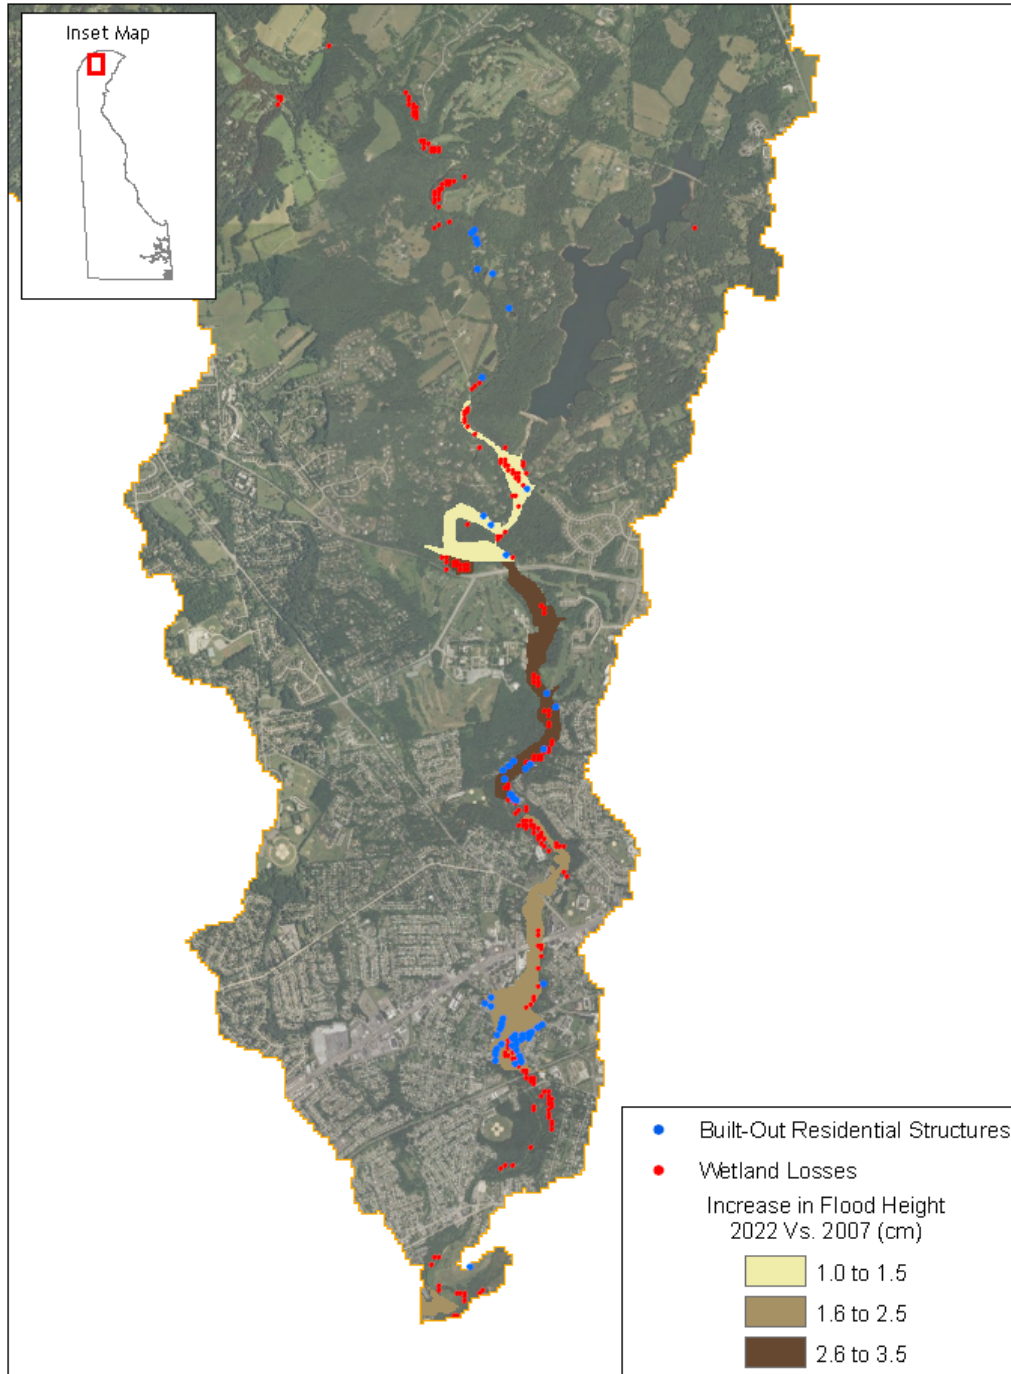 Inset Map
Built-Out Residential Structures
Wetland Losses
Increase in Flood Height
2022 Vs. 2007 (cm)
1.0 to 1.5
1.6 to 2.5
2.6 to 3.5